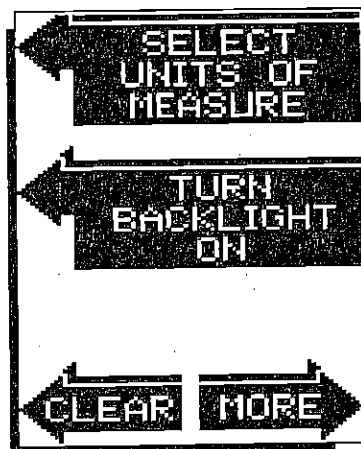 SELECT
UNITS OF
MEASURE
TURN
BACKLIGHT
ON
CLEAR MORE